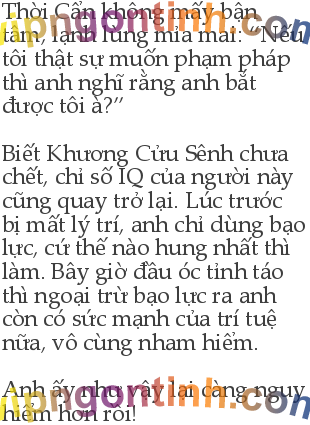 Thời Cẩn không mấy bận
tâm, lạnh lùng mỉa mai: “Nếu
tôi thật sự muốn phạm pháp
thì anh nghĩ rằng anh bắt
được tôi à?”
Biết Khương Cửu Sênh chưa
chết, chỉ số IQ của người này
cũng quay trở lại. Lúc trước
bị mất lý trí, anh chỉ dùng bạo
lực, cứ thế nào hung nhất thì
làm. Bây giờ đầu óc tỉnh táo
thì ngoại trừ bạo lực ra anh
còn có sức mạnh của trí tuệ
nữa, vô cùng nham hiểm.
Anh ấy như vậy lại càng nguy
hiểm hơn rồi!